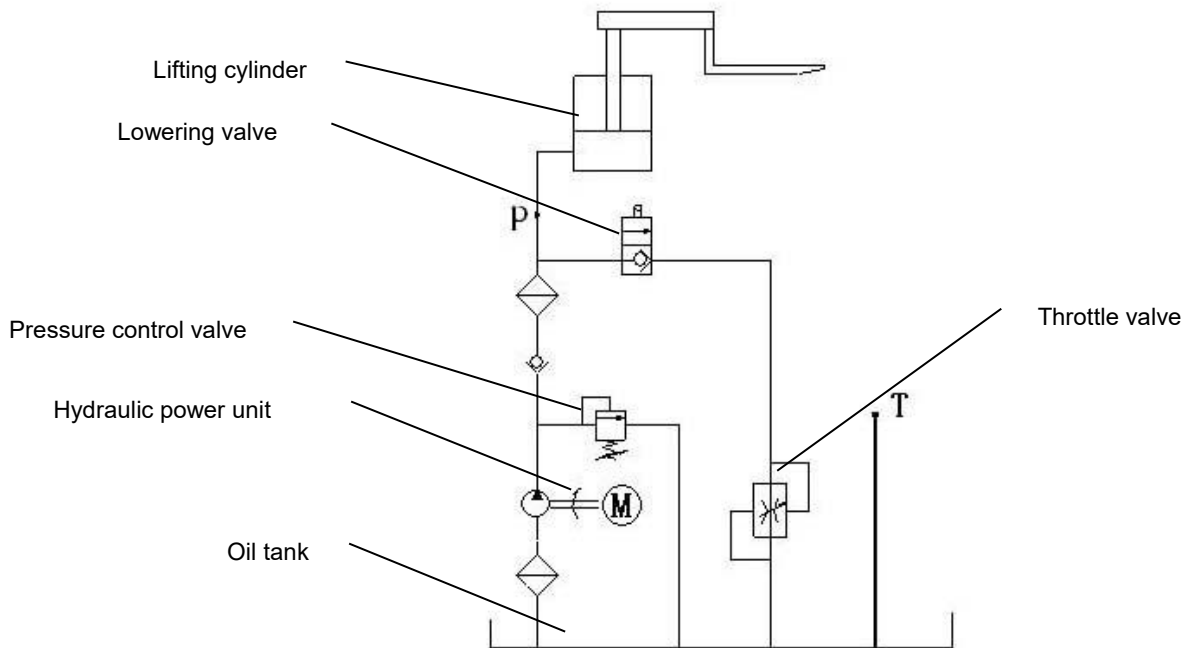 Lifting cylinder
Lowering valve
p
Pressure control valve
Throttle valve
Hydraulic power unit
T
M
Oil tank